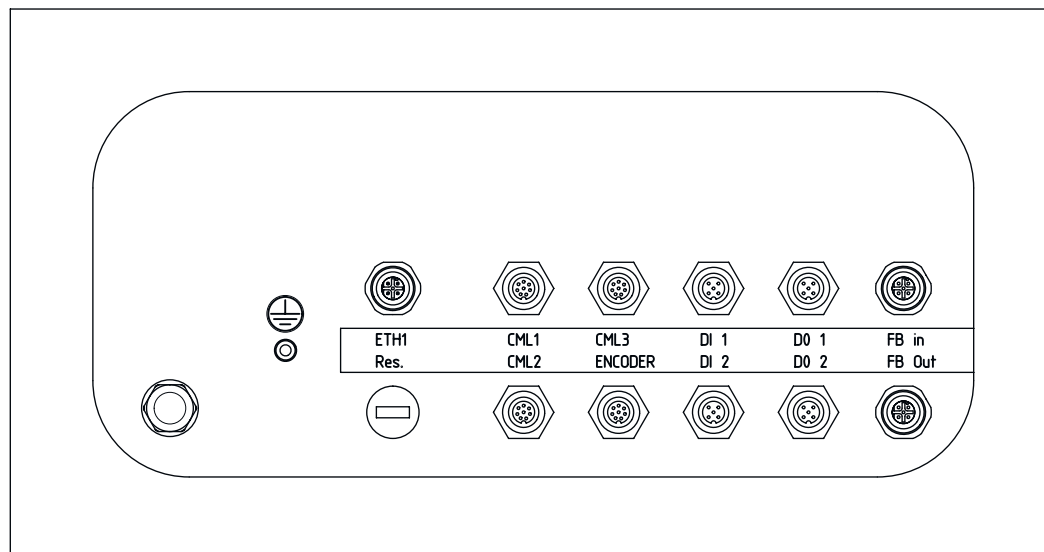 ETH1 CML1 CML3 DI 1 DO 1 FB in
Res. CML2 ENCODER DI 2 DO 2 FB Out